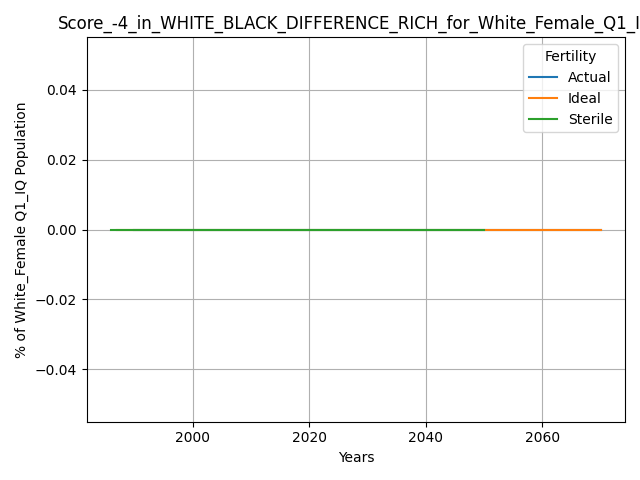 Score_-4_in_WHITE_BLACK_DIFFERENCE_RICH_for_White_Female_Q1_I
Fertility
Actual
Ideal
Sterile
% of White_Female Q1_IQ Population
0.04
0.02
0.00
−0.02
−0.04
2000 2020 2040 2060
Years